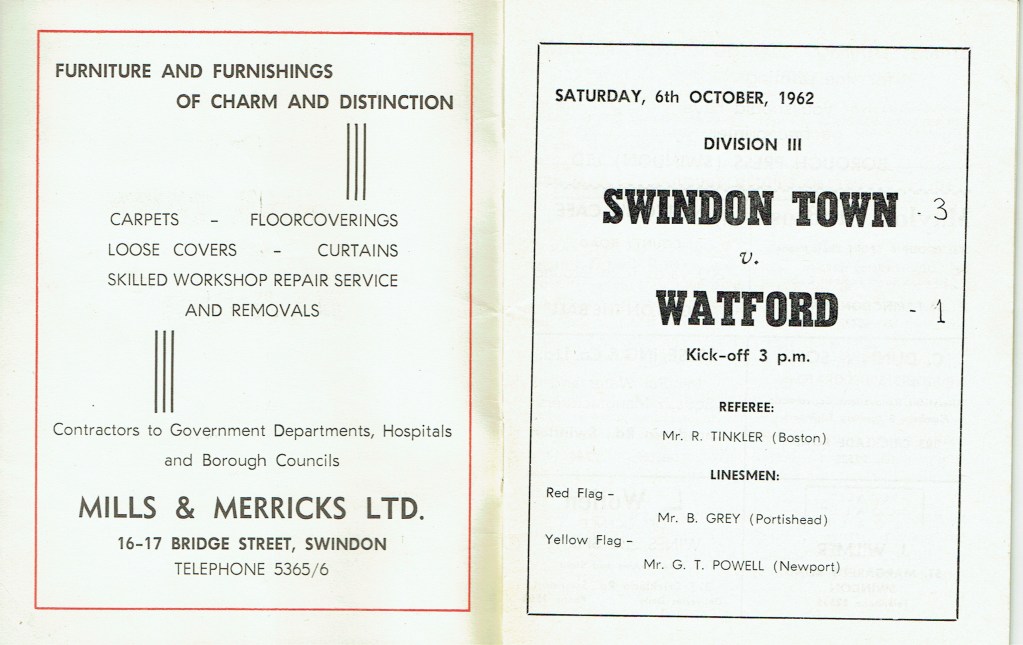 FURNITURE AND FURNISHINGS
OF CHARM AND DISTINCTION
CARPETS – FLOORCOVERINGS
LOOSE COVERS – CURTAINS
SKILLED WORKSHOP REPAIR SERVICE
AND REMOVALS
Contractors to Government Departments, Hospitals
and Borough Councils
MILLS & MERRICKS LTD.
16-17 BRIDGE STREET, SWINDON
TELEPHONE 5365/6
SATURDAY, 6th OCTOBER, 1962
DIVISION III
SWINDON TOWN - 3
v.
WATFORD - 1
Kick-off 3 p.m.
REFEREE:
Mr. R. TINKLER (Boston)
LINESMEN:
Red Flag –
Mr. B. GREY (Portishead)
Yellow Flag –
Mr. G. T. POWELL (Newport)